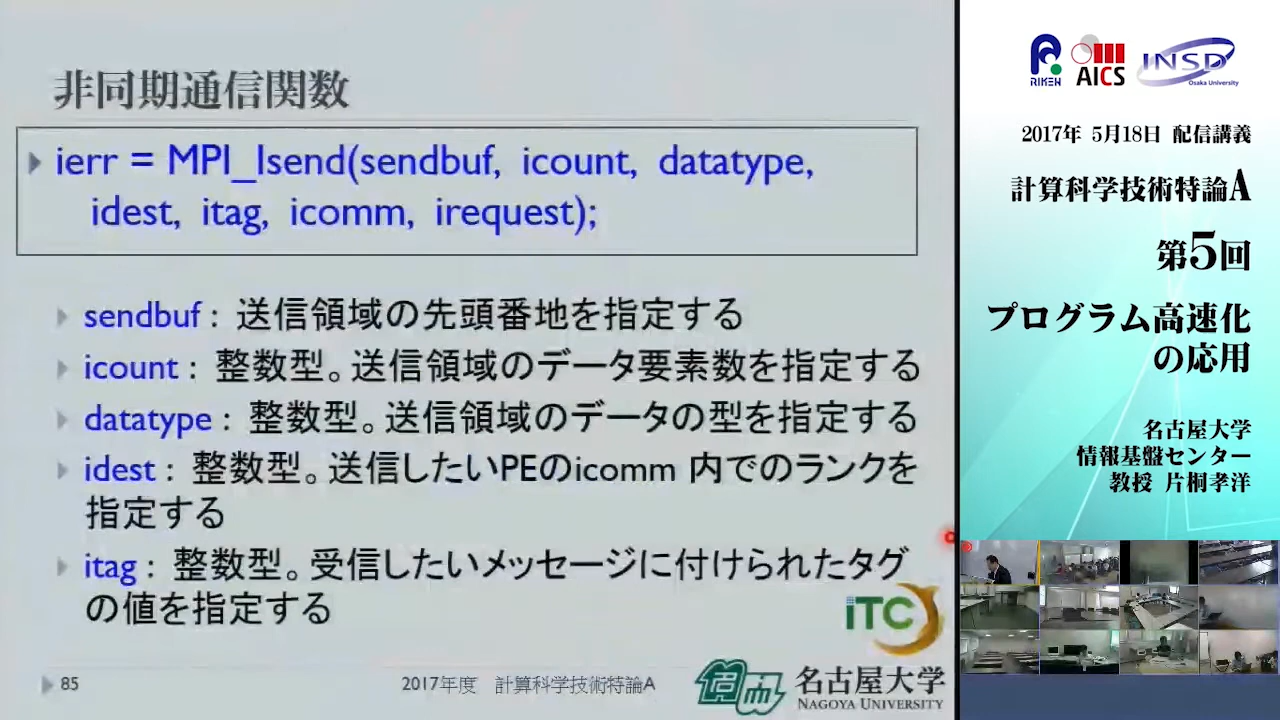 非同期通信関数
ierr = MPI_Isend(sendbuf, icount, datatype,
idest, itag, icomm, irequest);
sendbuf : 送信領域の先頭番地を指定する
icount : 整数型。送信領域のデータ要素数を指定する
datatype : 整数型。送信領域のデータの型を指定する
idest : 整数型。送信したいPEのicomm 内でのランクを
指定する
itag : 整数型。受信したいメッセージに付けられたタグ
の値を指定する
iTC
85
2017年度 計算科学技術特論A
名古屋大学
NAGOYA UNIVERSITY
RIKEN
AICS
INSD
Osaka University
2017年 5月18日 配信講義
計算科学技術特論A
第5回
プログラム高速化
の応用
名古屋大学
情報基盤センター
教授 片桐孝洋